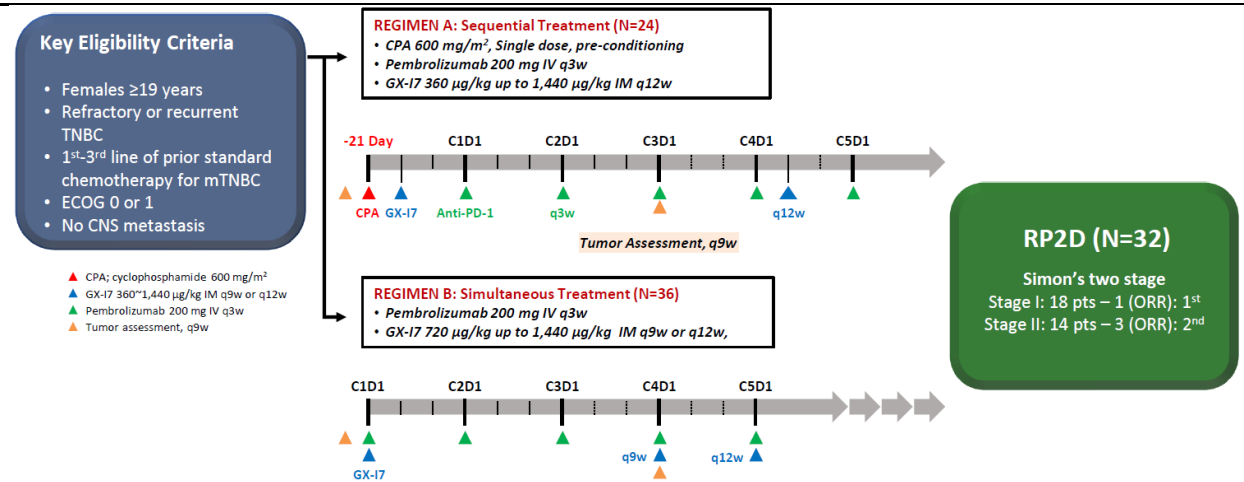 Key Eligibility Criteria
• Females ≥19 years
• Refractory or recurrent
TNBC
• 1st-3rd line of prior standard
chemotherapy for mTNBC
• ECOG 0 or 1
• No CNS metastasis
CPA; cyclophosphamide 600 mg/m²
GX-I7 360~1,440 µg/kg IM q9w or q12w
Pembrolizumab 200 mg IV q3w
Tumor assessment, q9w
REGIMEN A: Sequential Treatment (N=24)
• CPA 600 mg/m², Single dose, pre-conditioning
• Pembrolizumab 200 mg IV q3w
• GX-I7 360 µg/kg up to 1,440 µg/kg IM q12w
-21 Day C1D1 C2D1 C3D1 C4D1 C5D1
CPA GX-I7 Anti-PD-1 q3w q12w
Tumor Assessment, q9w
REGIMEN B: Simultaneous Treatment (N=36)
• Pembrolizumab 200 mg IV q3w
• GX-I7 720 µg/kg up to 1,440 µg/kg IM q9w or q12w,
C1D1 C2D1 C3D1 C4D1 C5D1
q9w q12w
GX-I7
RP2D (N=32)
Simon's two stage
Stage I: 18 pts – 1 (ORR): 1st
Stage II: 14 pts – 3 (ORR): 2nd